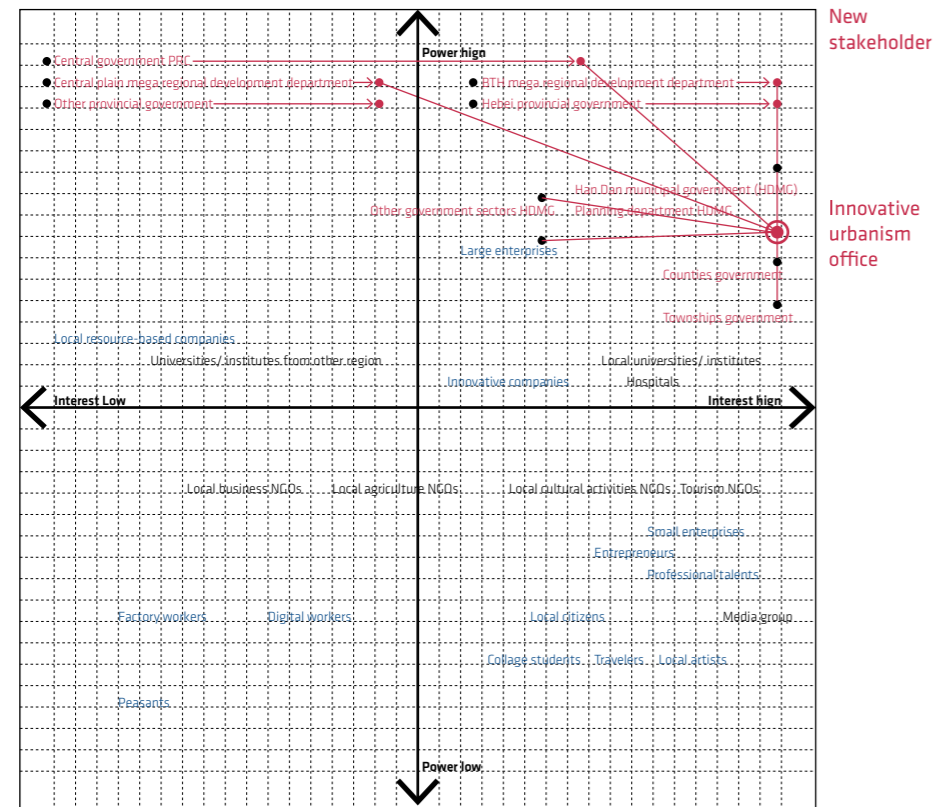 New
stakeholder
Power hign
Central government PRC
Central plain mega regional development department
BTH mega regional development department
Other provincial government
Hebei provincial government
Han Dan municipal government (HDMG)
Other government sectors HDMG
Planning department HDMG
Innovative
urbanism
office
Large enterprises
Counties government
Townships government
Local resource-based companies
Universities/ institutes from other region
Local universities/ institutes
Innovative companies
Hospitals
Interest Low
Interest hign
Local business NGOs
Local agriculture NGOs
Local cultural activities NGOs
Tourism NGOs
Small enterprises
Entrepreneurs
Professional talents
Factory workers
Digital workers
Local citizens
Media group
Collage students
Travelers
Local artists
Peasants
Power low